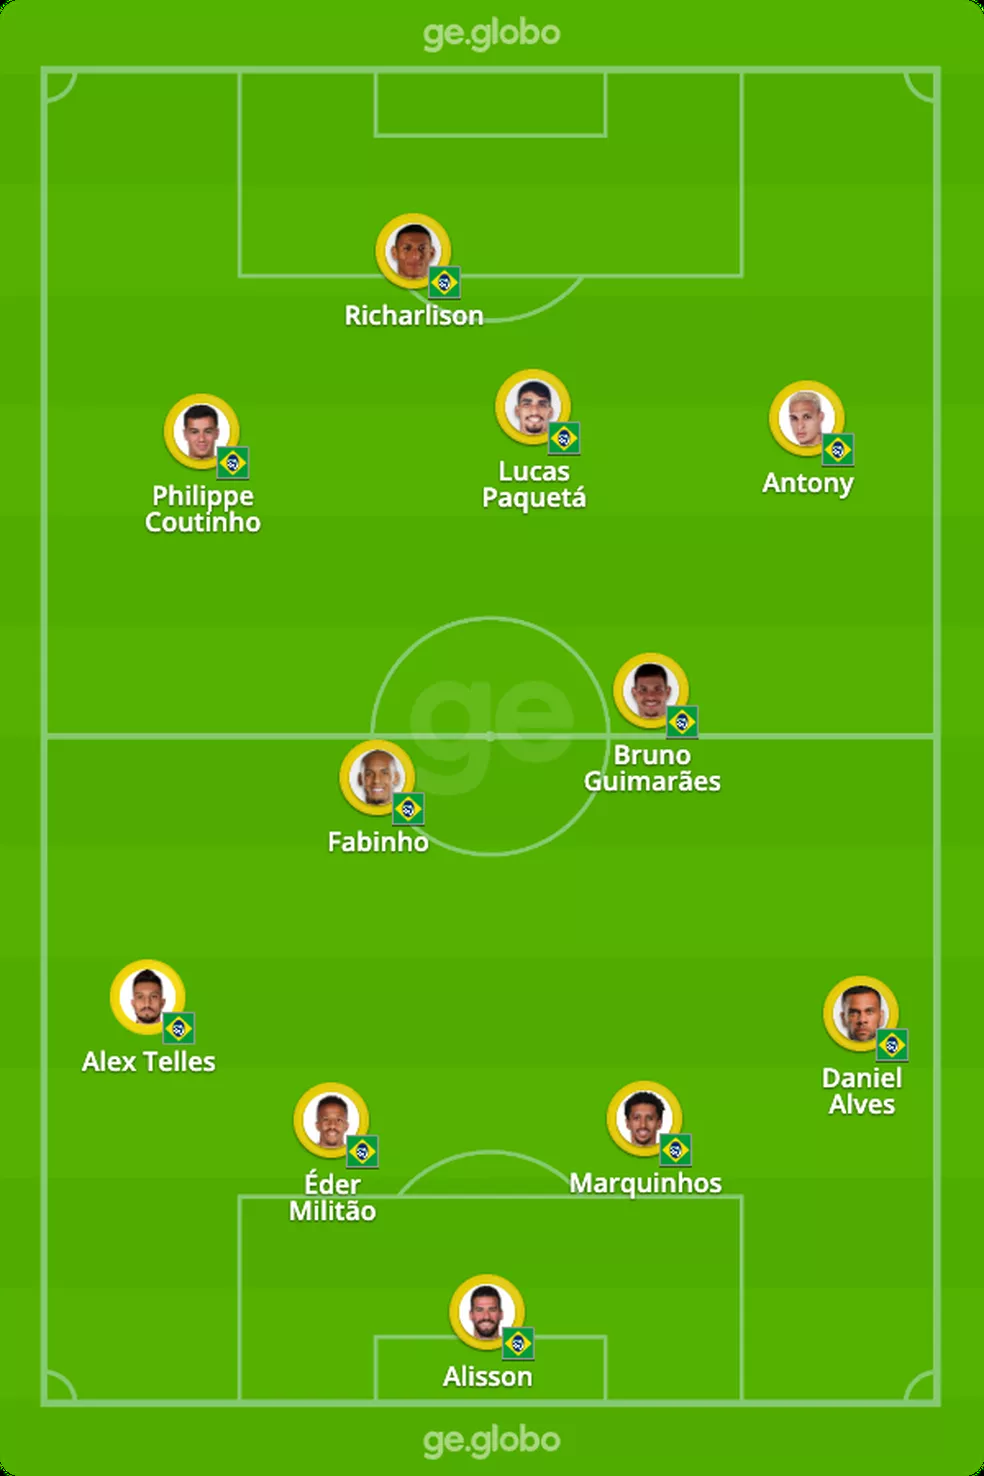 ge.globo
Richarlison
Philippe
Coutinho
Lucas
Paquetá
Antony
ge
Bruno
Guimarães
Fabinho
Alex Telles
Daniel
Alves
Éder
Militão
Marquinhos
Alisson
ge.globo